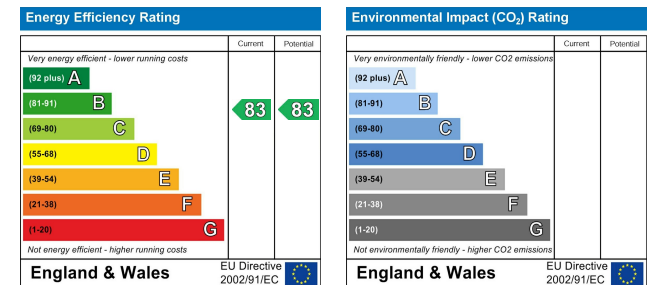 Energy Efficiency Rating
Current Potential
Very energy efficient - lower running costs
(92 plus) A
(81-91) B
83 83
(69-80) C
(55-68) D
(39-54) E
(21-38) F
(1-20) G
Not energy efficient - higher running costs
England & Wales
EU Directive
2002/91/EC
Environmental Impact (CO₂) Rating
Current Potential
Very environmentally friendly - lower CO2 emissions
(92 plus) A
(81-91) B
(69-80) C
(55-68) D
(39-54) E
(21-38) F
(1-20) G
Not environmentally friendly - higher CO2 emissions
England & Wales
EU Directive
2002/91/EC